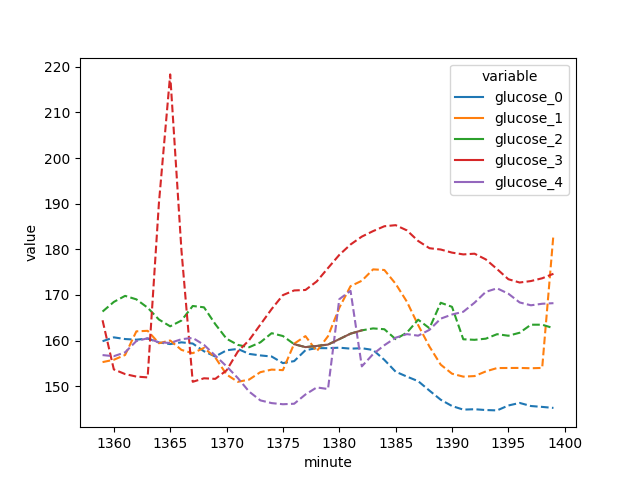 220
210
200
190
180
170
160
150
value
1360
1365
1370
1375
1380
1385
1390
1395
1400
minute
variable
glucose_0
glucose_1
glucose_2
glucose_3
glucose_4